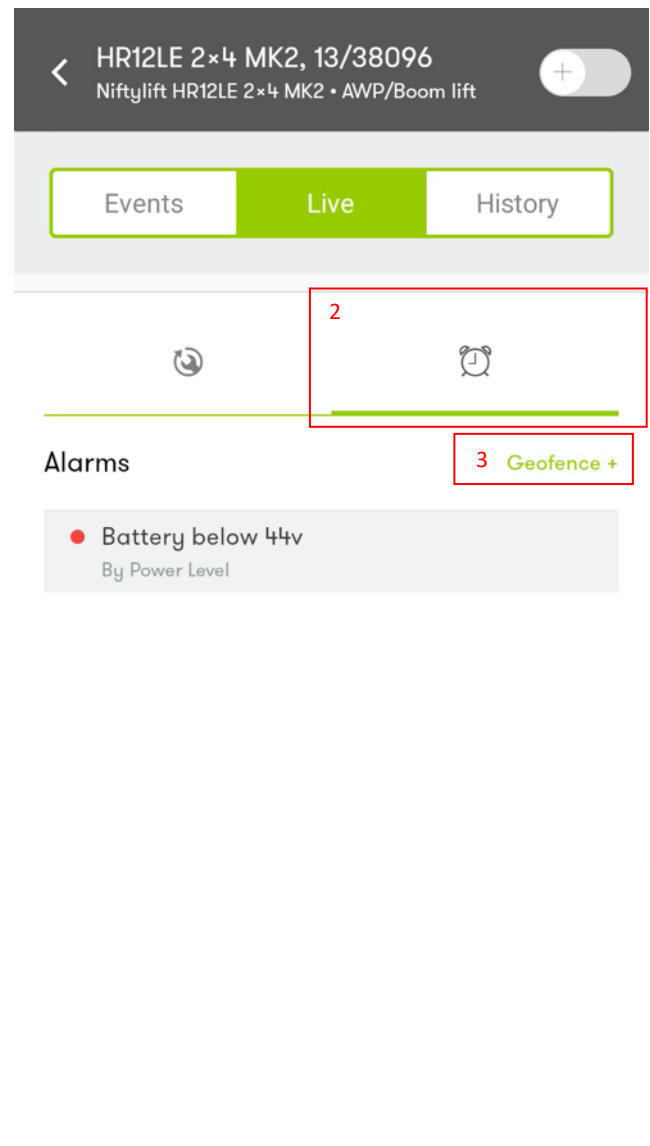 HR12LE 2×4 MK2, 13/38096
Niftylift HR12LE 2×4 MK2 • AWP/Boom lift
Events
Live
History
2
Alarms
3
Geofence +
Battery below 44v
By Power Level